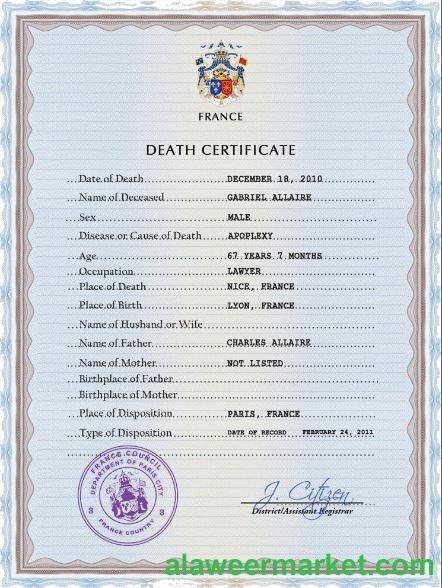 FRANCE
DEATH CERTIFICATE
Date of Death DECEMBER 18, 2010
Name of Deceased GABRIEL ALLAIRE
Sex MALE
Disease or Cause of Death APOPLEXY
Age 67 YEARS 7 MONTHS
Occupation LAWYER
Place of Death NICE, FRANCE
Place of Birth LYON, FRANCE
Name of Husband or Wife
Name of Father CHARLES ALLAIRE
Name of Mother NOT LISTED
Birthplace of Father
Birthplace of Mother
Place of Disposition PARIS, FRANCE
Type of Disposition DATE OF RECORD FEBRUARY 24, 2011
FRANCE COUNCIL
DEPARTMENT OF PARIS CITY
3 3
FRANCE COUNTRY
J. Citizen
District/Assistant Registrar
alaweermarket.com